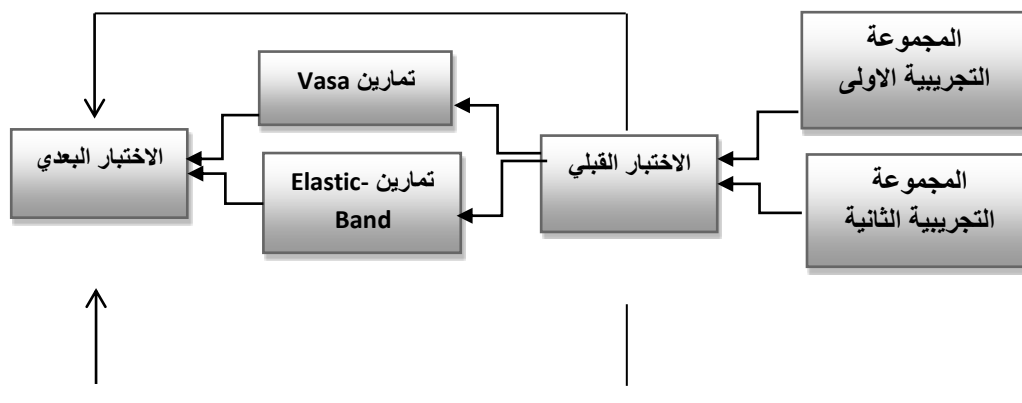 المجموعة
التجريبية الاولى
المجموعة
التجريبية الثانية
الاختبار القبلي
تمارين Vasa
تمارين Elastic-
Band
الاختبار البعدي